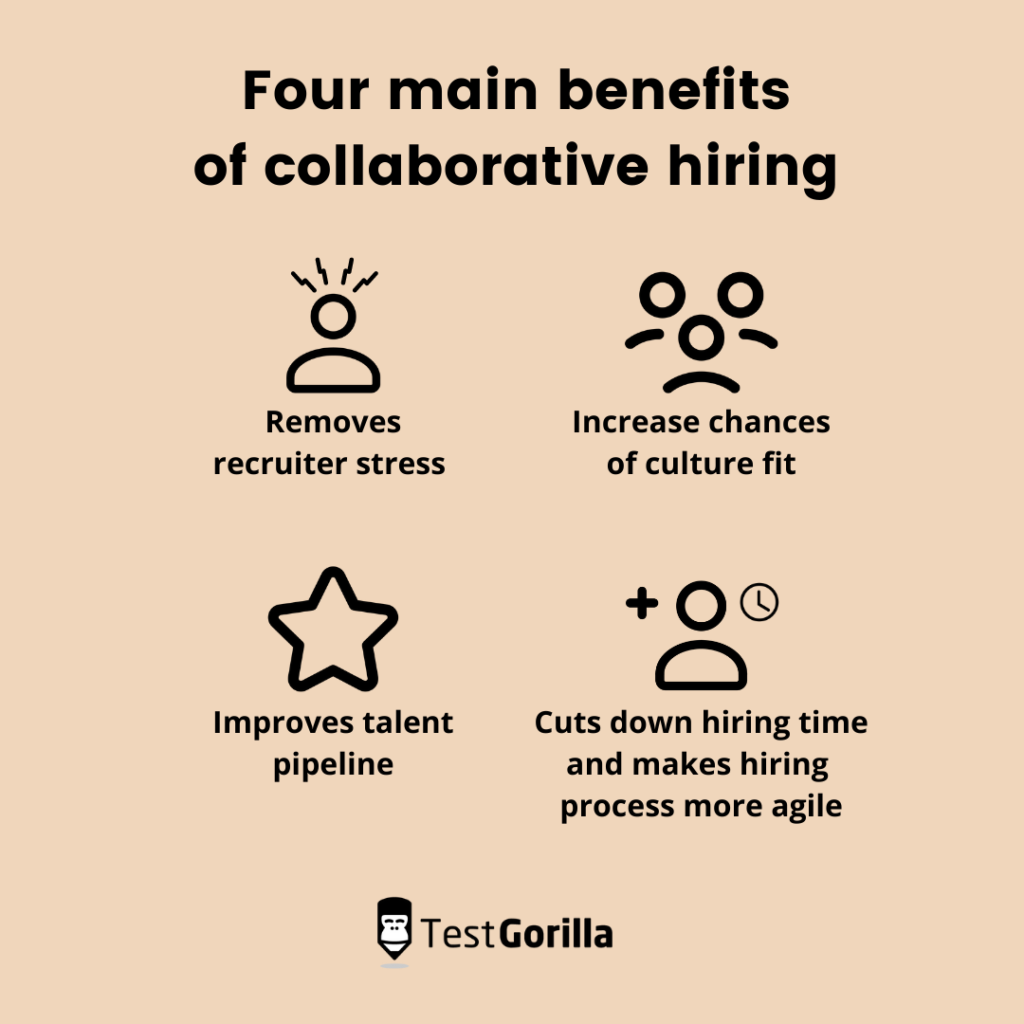 Four main benefits
of collaborative hiring
Removes
recruiter stress
Increase chances
of culture fit
Improves talent
pipeline
Cuts down hiring time
and makes hiring
process more agile
TestGorilla